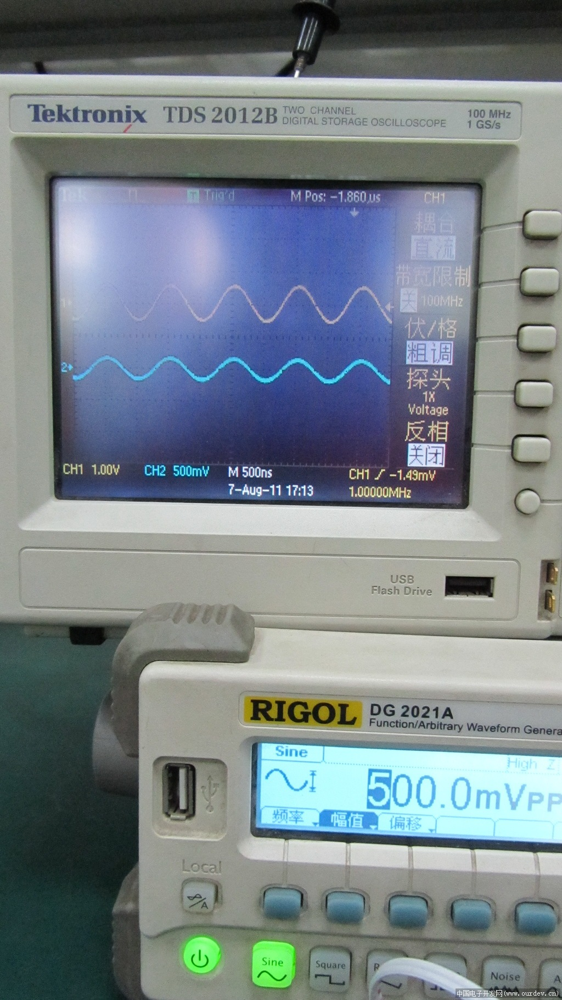 Tektronix TDS 2012B TWO CHANNEL
DIGITAL STORAGE OSCILLOSCOPE
100 MHz
1 GS/s
Tek Trig'd M Pos: -1.860µs CH1
耦合
直流
带宽限制
关 100MHz
伏/格
粗调
探头
1X
Voltage
反相
关闭
1
2
CH1 1.00V CH2 500mV M 500ns CH1 -1.49mV
7-Aug-11 17:13 1.00000MHz
USB
Flash Drive
RIGOL DG 2021A
Function/Arbitrary Waveform Genera
Sine
High Z
500.0mVPP
频率 幅值 偏移
Local
A
Sine
Square
R
Noise
A
中国电子开发网(www.ourdev.cn)